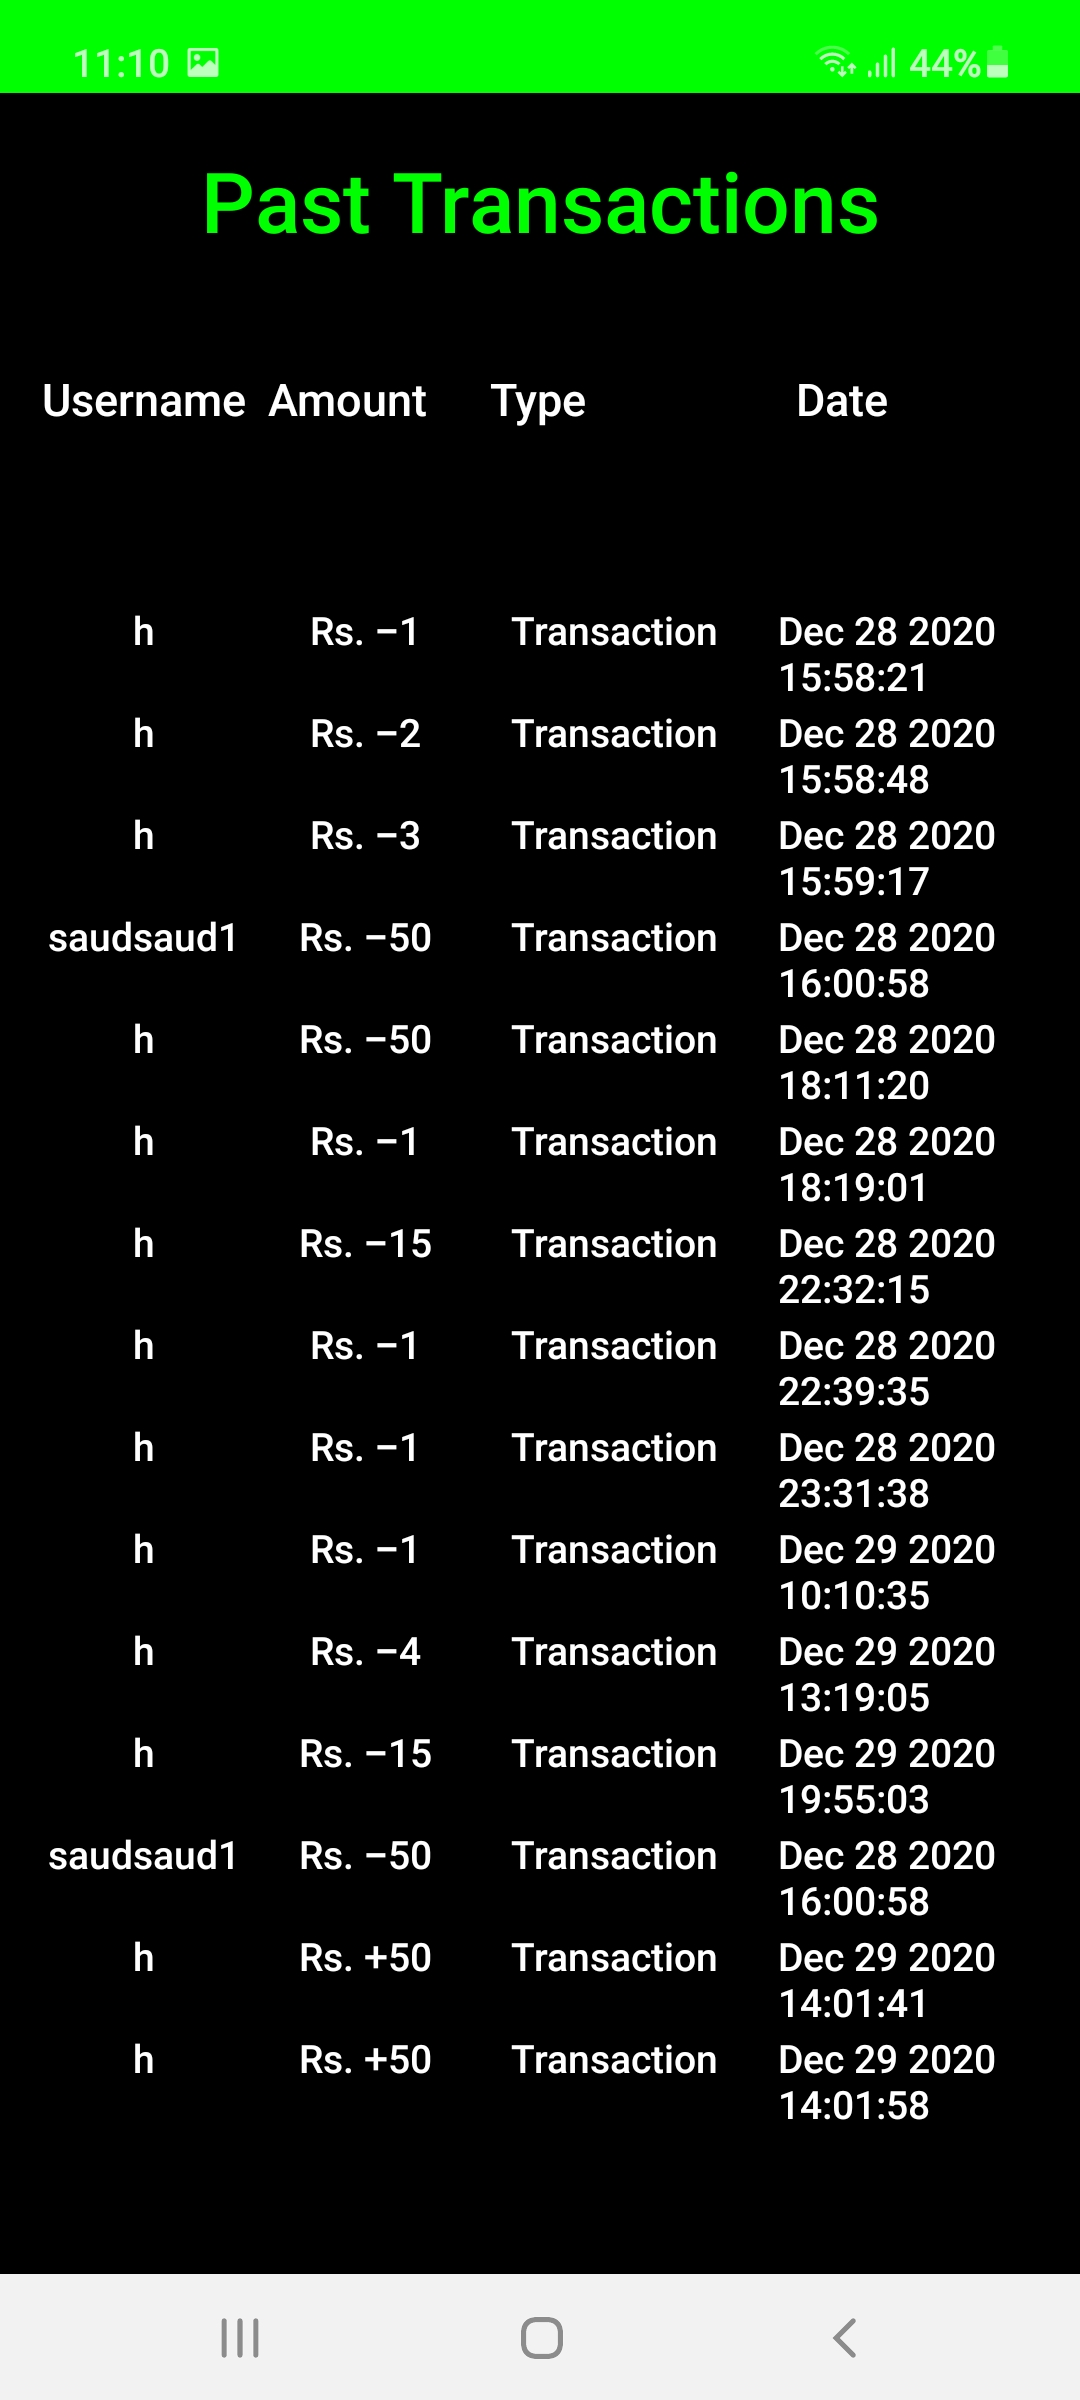 11:10 44%
Past Transactions
Username Amount Type Date
h Rs. –1 Transaction Dec 28 2020
15:58:21
h Rs. –2 Transaction Dec 28 2020
15:58:48
h Rs. –3 Transaction Dec 28 2020
15:59:17
saudsaud1 Rs. –50 Transaction Dec 28 2020
16:00:58
h Rs. –50 Transaction Dec 28 2020
18:11:20
h Rs. –1 Transaction Dec 28 2020
18:19:01
h Rs. –15 Transaction Dec 28 2020
22:32:15
h Rs. –1 Transaction Dec 28 2020
22:39:35
h Rs. –1 Transaction Dec 28 2020
23:31:38
h Rs. –1 Transaction Dec 29 2020
10:10:35
h Rs. –4 Transaction Dec 29 2020
13:19:05
h Rs. –15 Transaction Dec 29 2020
19:55:03
saudsaud1 Rs. –50 Transaction Dec 28 2020
16:00:58
h Rs. +50 Transaction Dec 29 2020
14:01:41
h Rs. +50 Transaction Dec 29 2020
14:01:58